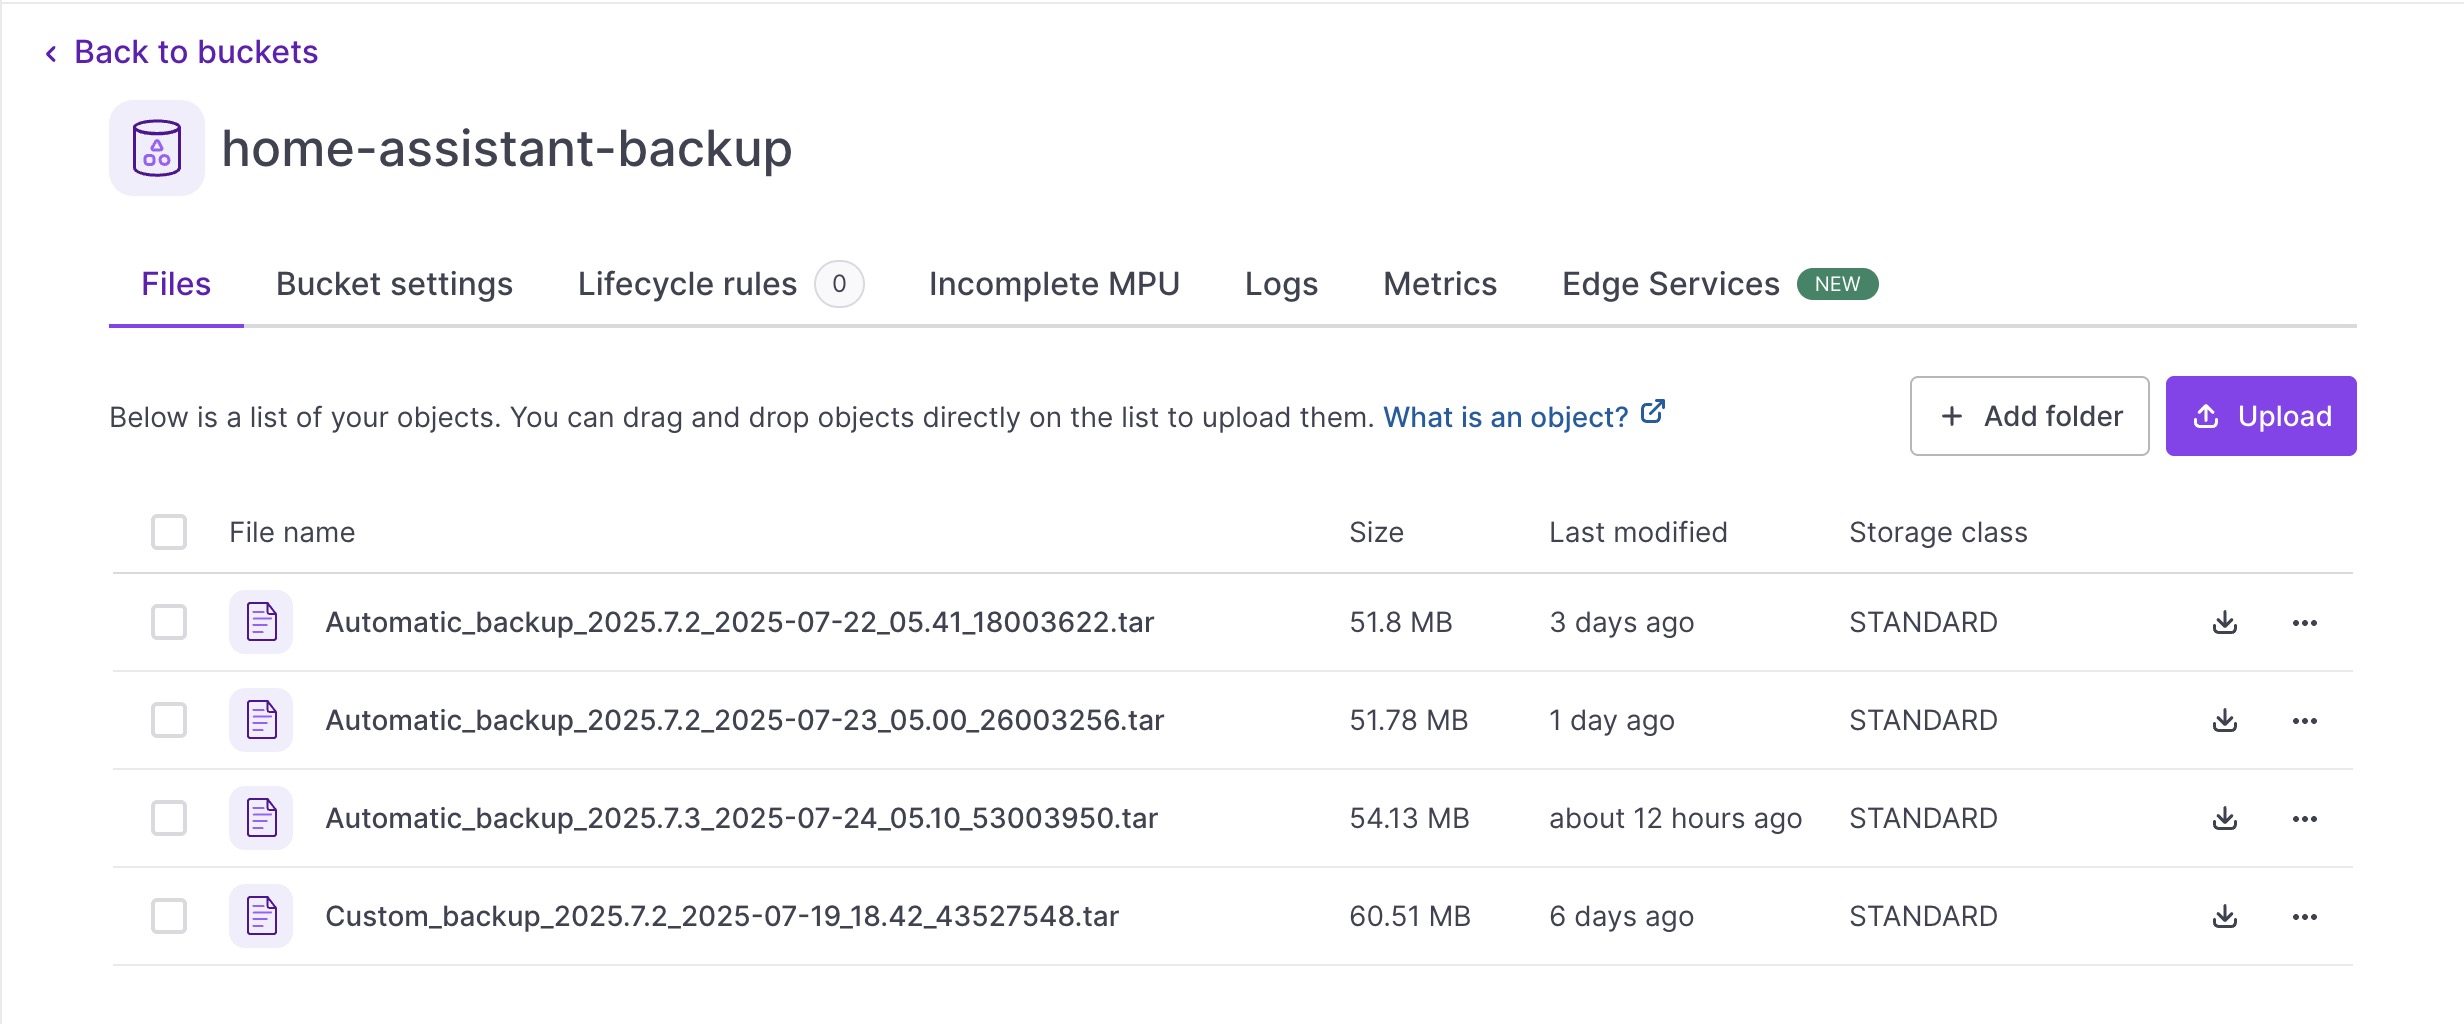 Back to buckets
home-assistant-backup
Files Bucket settings Lifecycle rules 0 Incomplete MPU Logs Metrics Edge Services NEW
Below is a list of your objects. You can drag and drop objects directly on the list to upload them. What is an object? + Add folder Upload
File name Size Last modified Storage class
Automatic_backup_2025.7.2_2025-07-22_05.41_18003622.tar 51.8 MB 3 days ago STANDARD
Automatic_backup_2025.7.2_2025-07-23_05.00_26003256.tar 51.78 MB 1 day ago STANDARD
Automatic_backup_2025.7.3_2025-07-24_05.10_53003950.tar 54.13 MB about 12 hours ago STANDARD
Custom_backup_2025.7.2_2025-07-19_18.42_43527548.tar 60.51 MB 6 days ago STANDARD